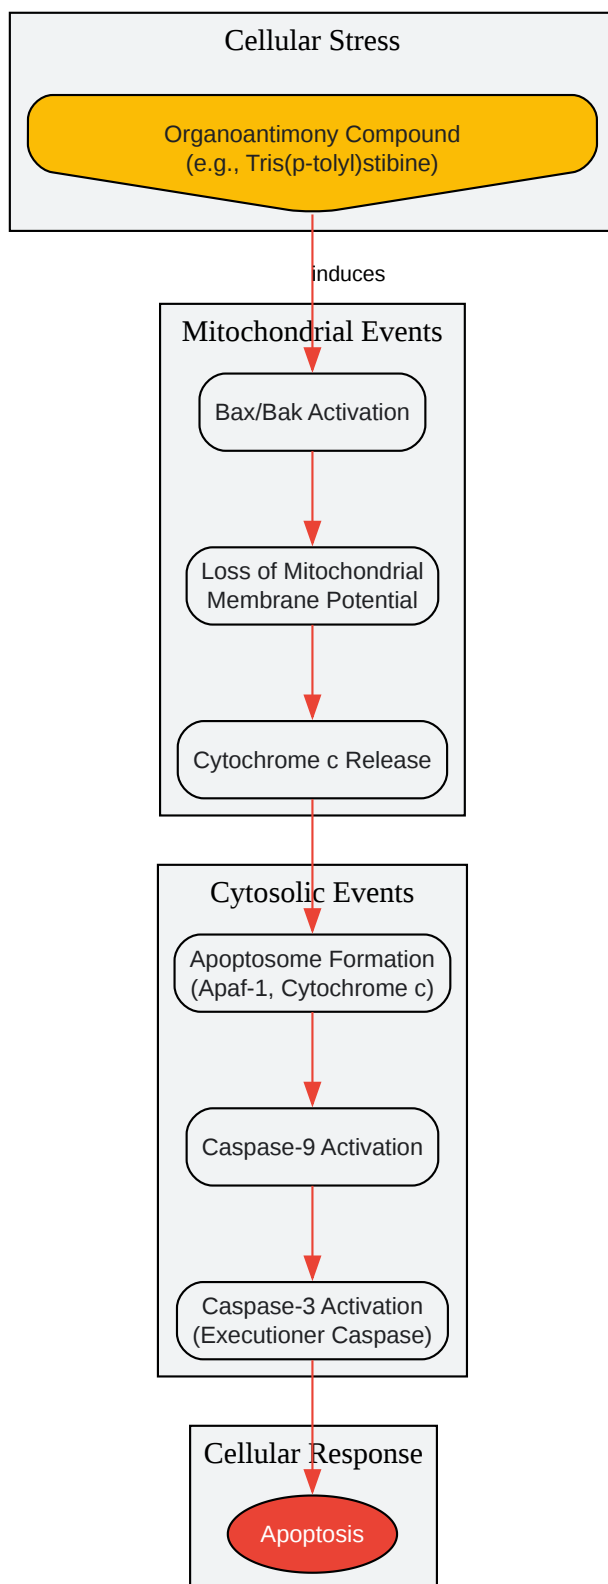 Cellular Stress
Organoantimony Compound
(e.g., Tris(p-tolyl)stibine)
induces
Mitochondrial Events
Bax/Bak Activation
Loss of Mitochondrial
Membrane Potential
Cytochrome c Release
Cytosolic Events
Apoptosome Formation
(Apaf-1, Cytochrome c)
Caspase-9 Activation
Caspase-3 Activation
(Executioner Caspase)
Cellular Response
Apoptosis